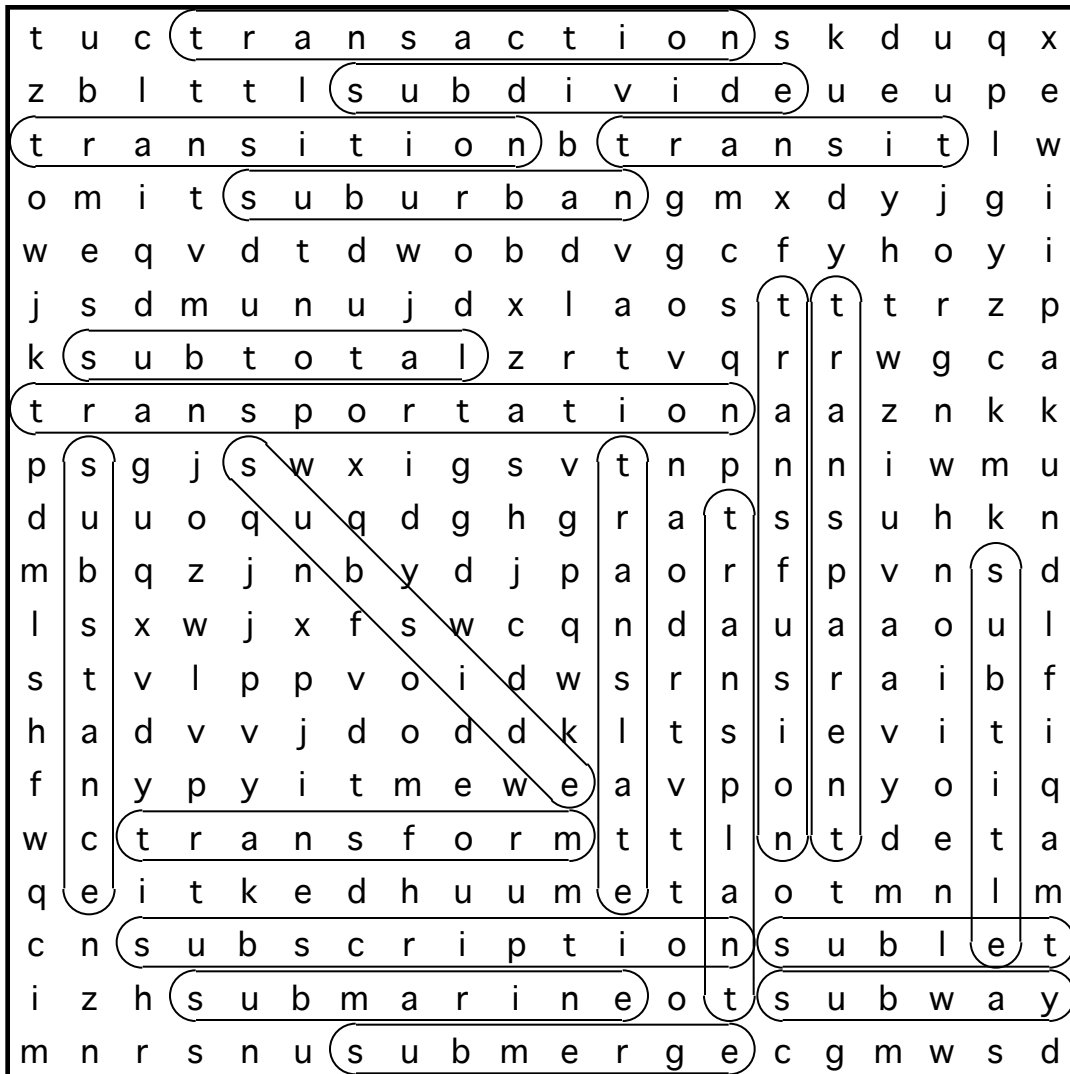 t u c t r a n s a c t i o n s k d u q x
z b l t t l s u b d i v i d e u e u p e
t r a n s i t i o n b t r a n s i t l w
o m i t s u b u r b a n g m x d y j g i
w e q v d t d w o b d v g c f y h o y i
j s d m u n u j d x l a o s t t t r z p
k s u b t o t a l z r t v q r r w g c a
t r a n s p o r t a t i o n a a z n k k
p s g j s w x i g s v t n p n n i w m u
d u u o q u q d g h g r a t s s u h k n
m b q z j n b y d j p a o r f p v n s d
l s x w j x f s w c q n d a u a a o u l
s t v l p p v o i d w s r n s r a i b f
h a d v v j d o d d k l t s i e v i t i
f n y p y i t m e w e a v p o n y o i q
w c t r a n s f o r m t t l n t d e t a
q e i t k e d h u u m e t a o t m n l m
c n s u b s c r i p t i o n s u b l e t
i z h s u b m a r i n e o t s u b w a y
m n r s n u s u b m e r g e c g m w s d